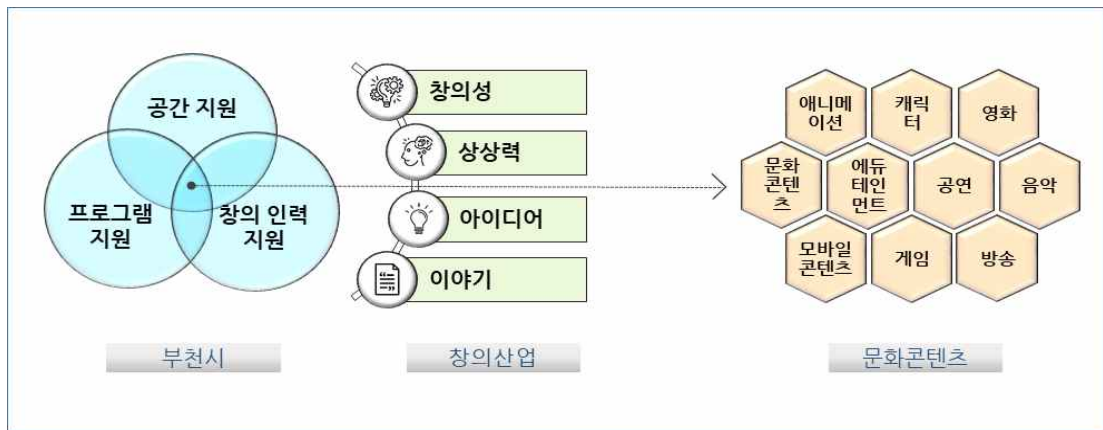 공간 지원
프로그램
지원
창의 인력
지원
창의성
상상력
아이디어
이야기
애니메
이션
캐릭
터
영화
문화
콘텐
츠
에듀
테인
먼트
공연
음악
모바일
콘텐츠
게임
방송
부천시
창의산업
문화콘텐츠